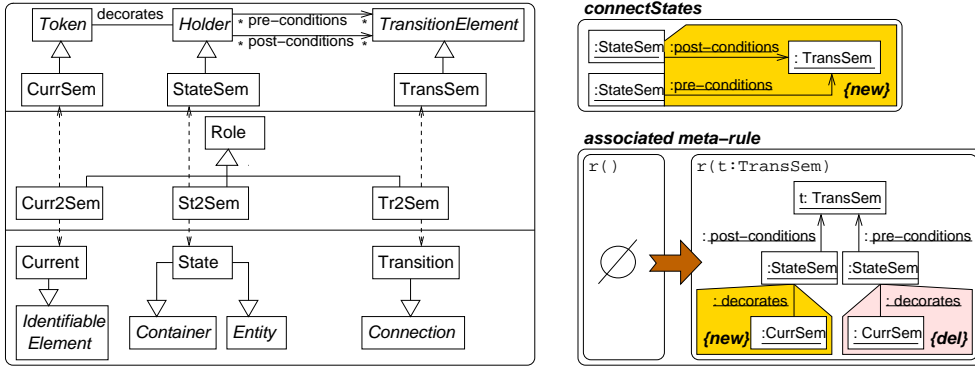 Token
decorates
Holder
* pre–conditions *
* post–conditions *
TransitionElement
CurrSem
StateSem
TransSem
Role
Curr2Sem
St2Sem
Tr2Sem
Current
State
Transition
Identifiable
Element
Container
Entity
Connection
connectStates
:StateSem
:post–conditions
: TransSem
:StateSem
:pre–conditions
{new}
associated meta–rule
r()
r(t:TransSem)
t: TransSem
: post–conditions
: pre–conditions
:StateSem
:StateSem
: decorates
: decorates
{new}
:CurrSem
: CurrSem
{del}